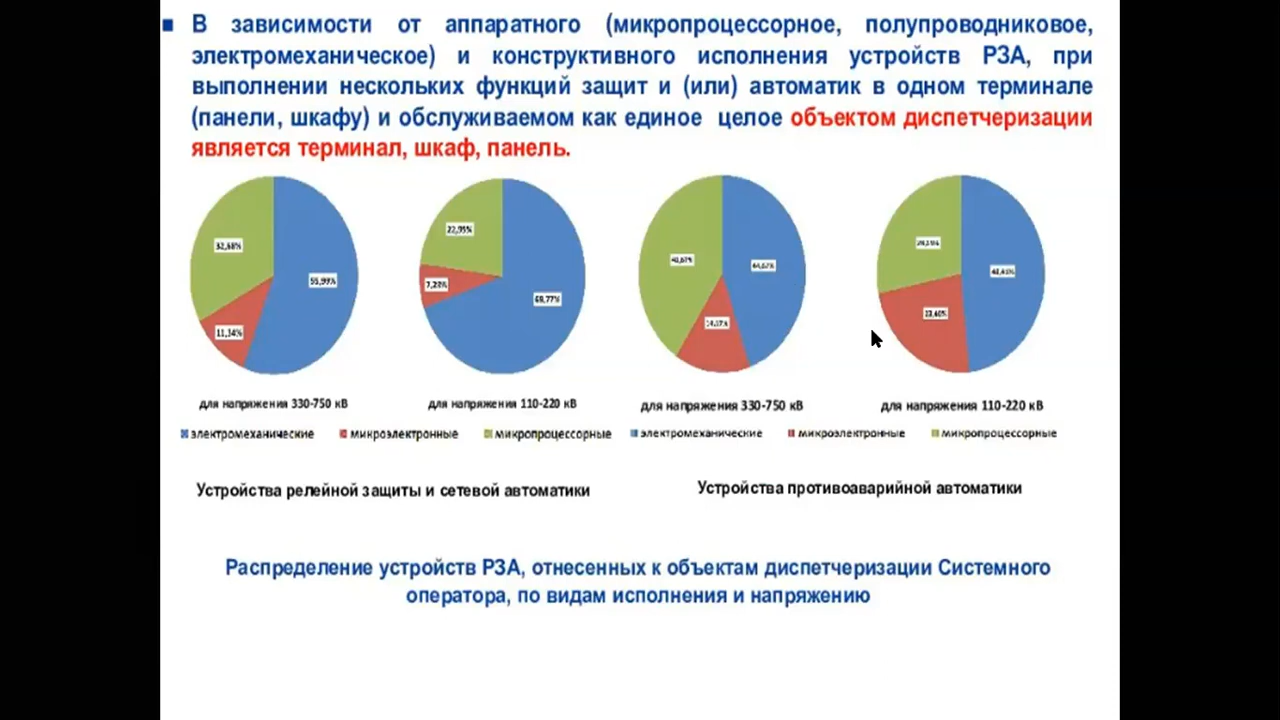 В зависимости от аппаратного (микропроцессорное, полупроводниковое,
электромеханическое) и конструктивного исполнения устройств РЗА, при
выполнении нескольких функций защит и (или) автоматик в одном терминале
(панели, шкафу) и обслуживаемом как единое целое объектом диспетчеризации
является терминал, шкаф, панель.
32,68%
55,99%
11,34%
22,95%
7,28%
69,77%
для напряжения 330-750 кВ
для напряжения 110-220 кВ
для напряжения 330-750 кВ
для напряжения 110-220 кВ
электромеханические микроэлектронные микропроцессорные
электромеханические микроэлектронные микропроцессорные
Устройства релейной защиты и сетевой автоматики
Устройства противоаварийной автоматики
Распределение устройств РЗА, отнесенных к объектам диспетчеризации Системного
оператора, по видам исполнения и напряжению